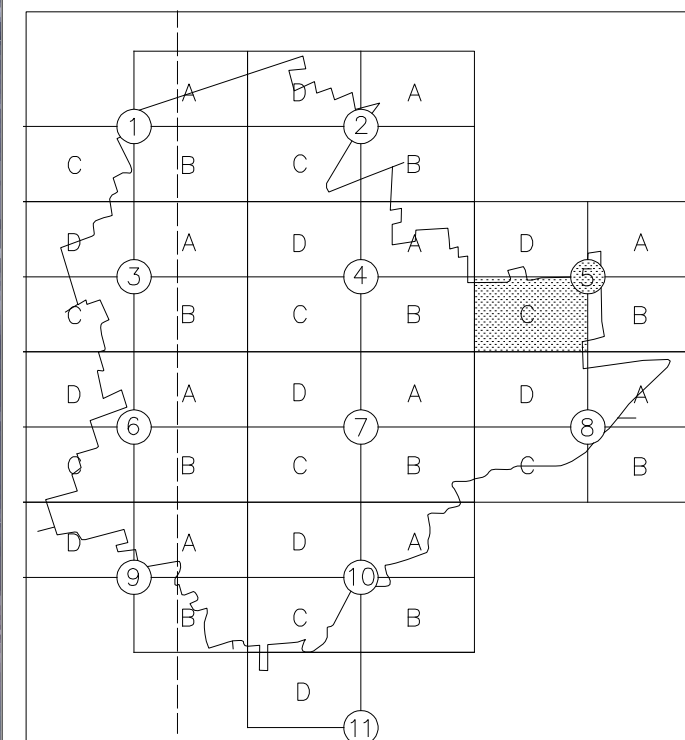 A D A
1 2
C B C B
D A D A D A
3 4 5
C B C B C B
D A D A D A
6 7 8
C B C B C B
D A D A
9 10
B C B
D
11